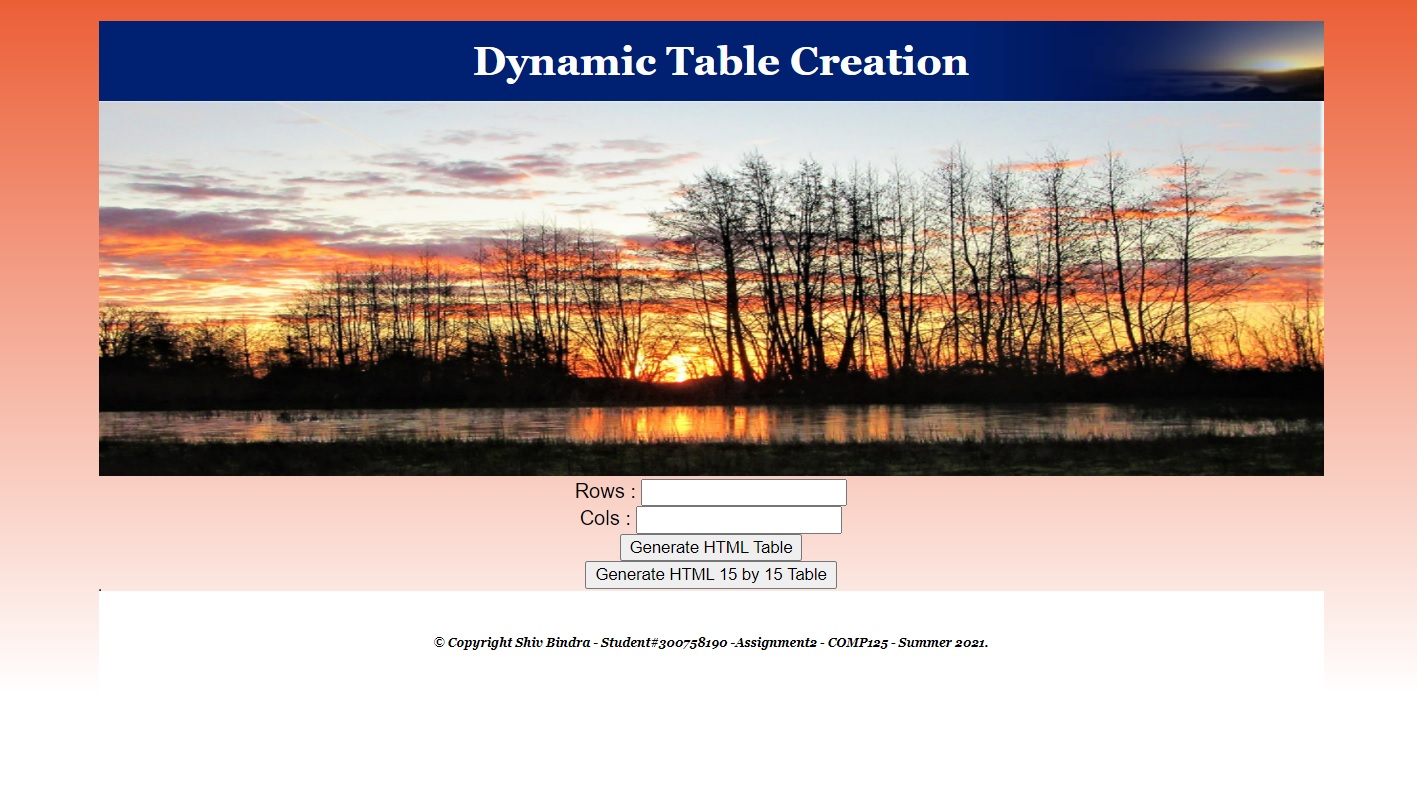 Dynamic Table Creation
Rows :
Cols :
Generate HTML Table
Generate HTML 15 by 15 Table
© Copyright Shiv Bindra - Student#300758190 -Assignment2 - COMP125 - Summer 2021.